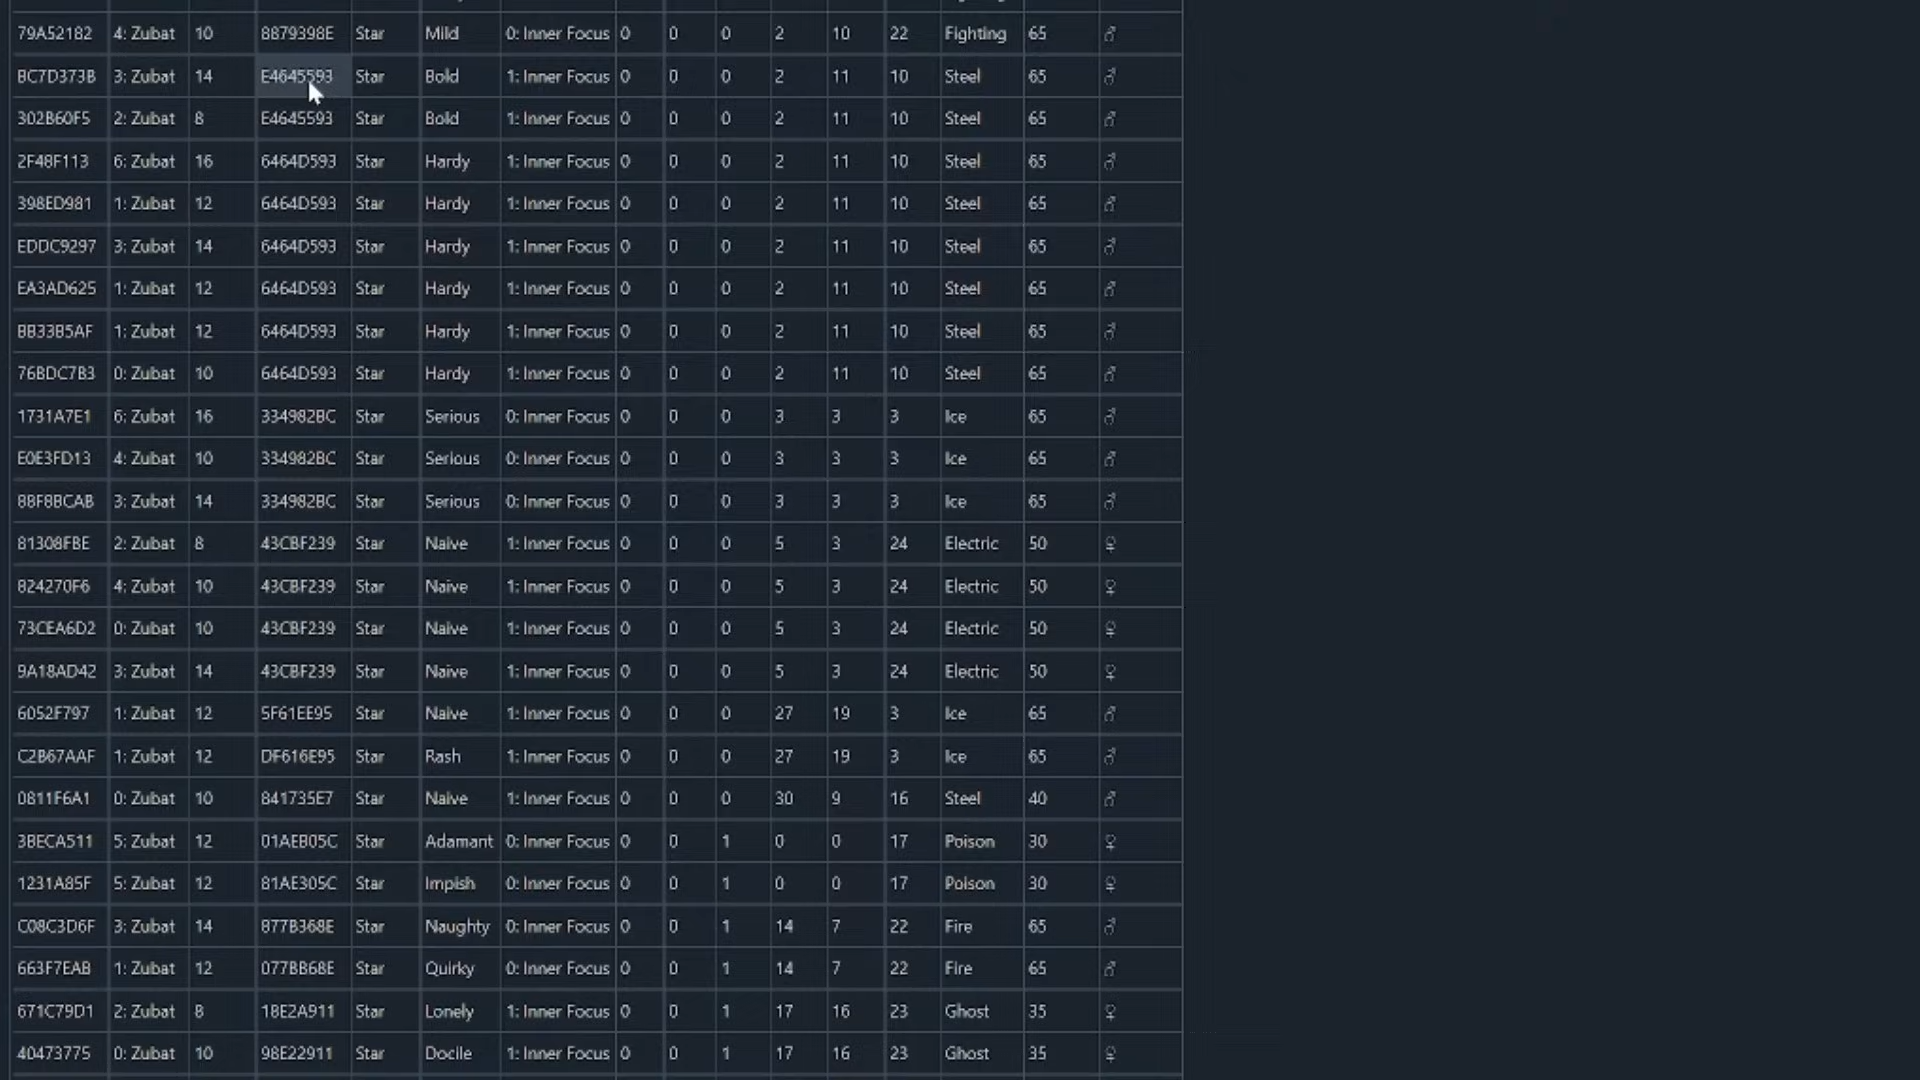 79A52182 4: Zubat 10 8879398E Star Mild 0: Inner Focus 0 0 0 2 10 22 Fighting 65 ♂
BC7D373B 3: Zubat 14 E4645593 Star Bold 1: Inner Focus 0 0 0 2 11 10 Steel 65 ♂
302B60F5 2: Zubat 8 E4645593 Star Bold 1: Inner Focus 0 0 0 2 11 10 Steel 65 ♂
2F48F113 6: Zubat 16 6464D593 Star Hardy 1: Inner Focus 0 0 0 2 11 10 Steel 65 ♂
398ED981 1: Zubat 12 6464D593 Star Hardy 1: Inner Focus 0 0 0 2 11 10 Steel 65 ♂
EDDC9297 3: Zubat 14 6464D593 Star Hardy 1: Inner Focus 0 0 0 2 11 10 Steel 65 ♂
EA3AD625 1: Zubat 12 6464D593 Star Hardy 1: Inner Focus 0 0 0 2 11 10 Steel 65 ♂
BB33B5AF 1: Zubat 12 6464D593 Star Hardy 1: Inner Focus 0 0 0 2 11 10 Steel 65 ♂
76BDC7B3 0: Zubat 10 6464D593 Star Hardy 1: Inner Focus 0 0 0 2 11 10 Steel 65 ♂
1731A7E1 6: Zubat 16 334982BC Star Serious 0: Inner Focus 0 0 0 3 3 3 Ice 65 ♂
E0E3FD13 4: Zubat 10 334982BC Star Serious 0: Inner Focus 0 0 0 3 3 3 Ice 65 ♂
8BF8BCAB 3: Zubat 14 334982BC Star Serious 0: Inner Focus 0 0 0 3 3 3 Ice 65 ♂
81308FBE 2: Zubat 8 43CBF239 Star Naive 1: Inner Focus 0 0 0 5 3 24 Electric 50 ♀
824270F6 4: Zubat 10 43CBF239 Star Naive 1: Inner Focus 0 0 0 5 3 24 Electric 50 ♀
73CEA6D2 0: Zubat 10 43CBF239 Star Naive 1: Inner Focus 0 0 0 5 3 24 Electric 50 ♀
9A18AD42 3: Zubat 14 43CBF239 Star Naive 1: Inner Focus 0 0 0 5 3 24 Electric 50 ♀
6052F797 1: Zubat 12 5F61EE95 Star Naive 1: Inner Focus 0 0 0 27 19 3 Ice 65 ♂
C2B67AAF 1: Zubat 12 DF616E95 Star Rash 1: Inner Focus 0 0 0 27 19 3 Ice 65 ♂
0811F6A1 0: Zubat 10 841735E7 Star Naive 1: Inner Focus 0 0 0 30 9 16 Steel 40 ♂
3BECA511 5: Zubat 12 01AEB05C Star Adamant 0: Inner Focus 0 0 1 0 0 17 Poison 30 ♀
1231A85F 5: Zubat 12 81AE305C Star Impish 0: Inner Focus 0 0 1 0 0 17 Poison 30 ♀
C08C3D6F 3: Zubat 14 877B368E Star Naughty 0: Inner Focus 0 0 1 14 7 22 Fire 65 ♂
663F7EAB 1: Zubat 12 077BB68E Star Quirky 0: Inner Focus 0 0 1 14 7 22 Fire 65 ♂
671C79D1 2: Zubat 8 18E2A911 Star Lonely 1: Inner Focus 0 0 1 17 16 23 Ghost 35 ♀
40473775 0: Zubat 10 98E22911 Star Docile 1: Inner Focus 0 0 1 17 16 23 Ghost 35 ♀